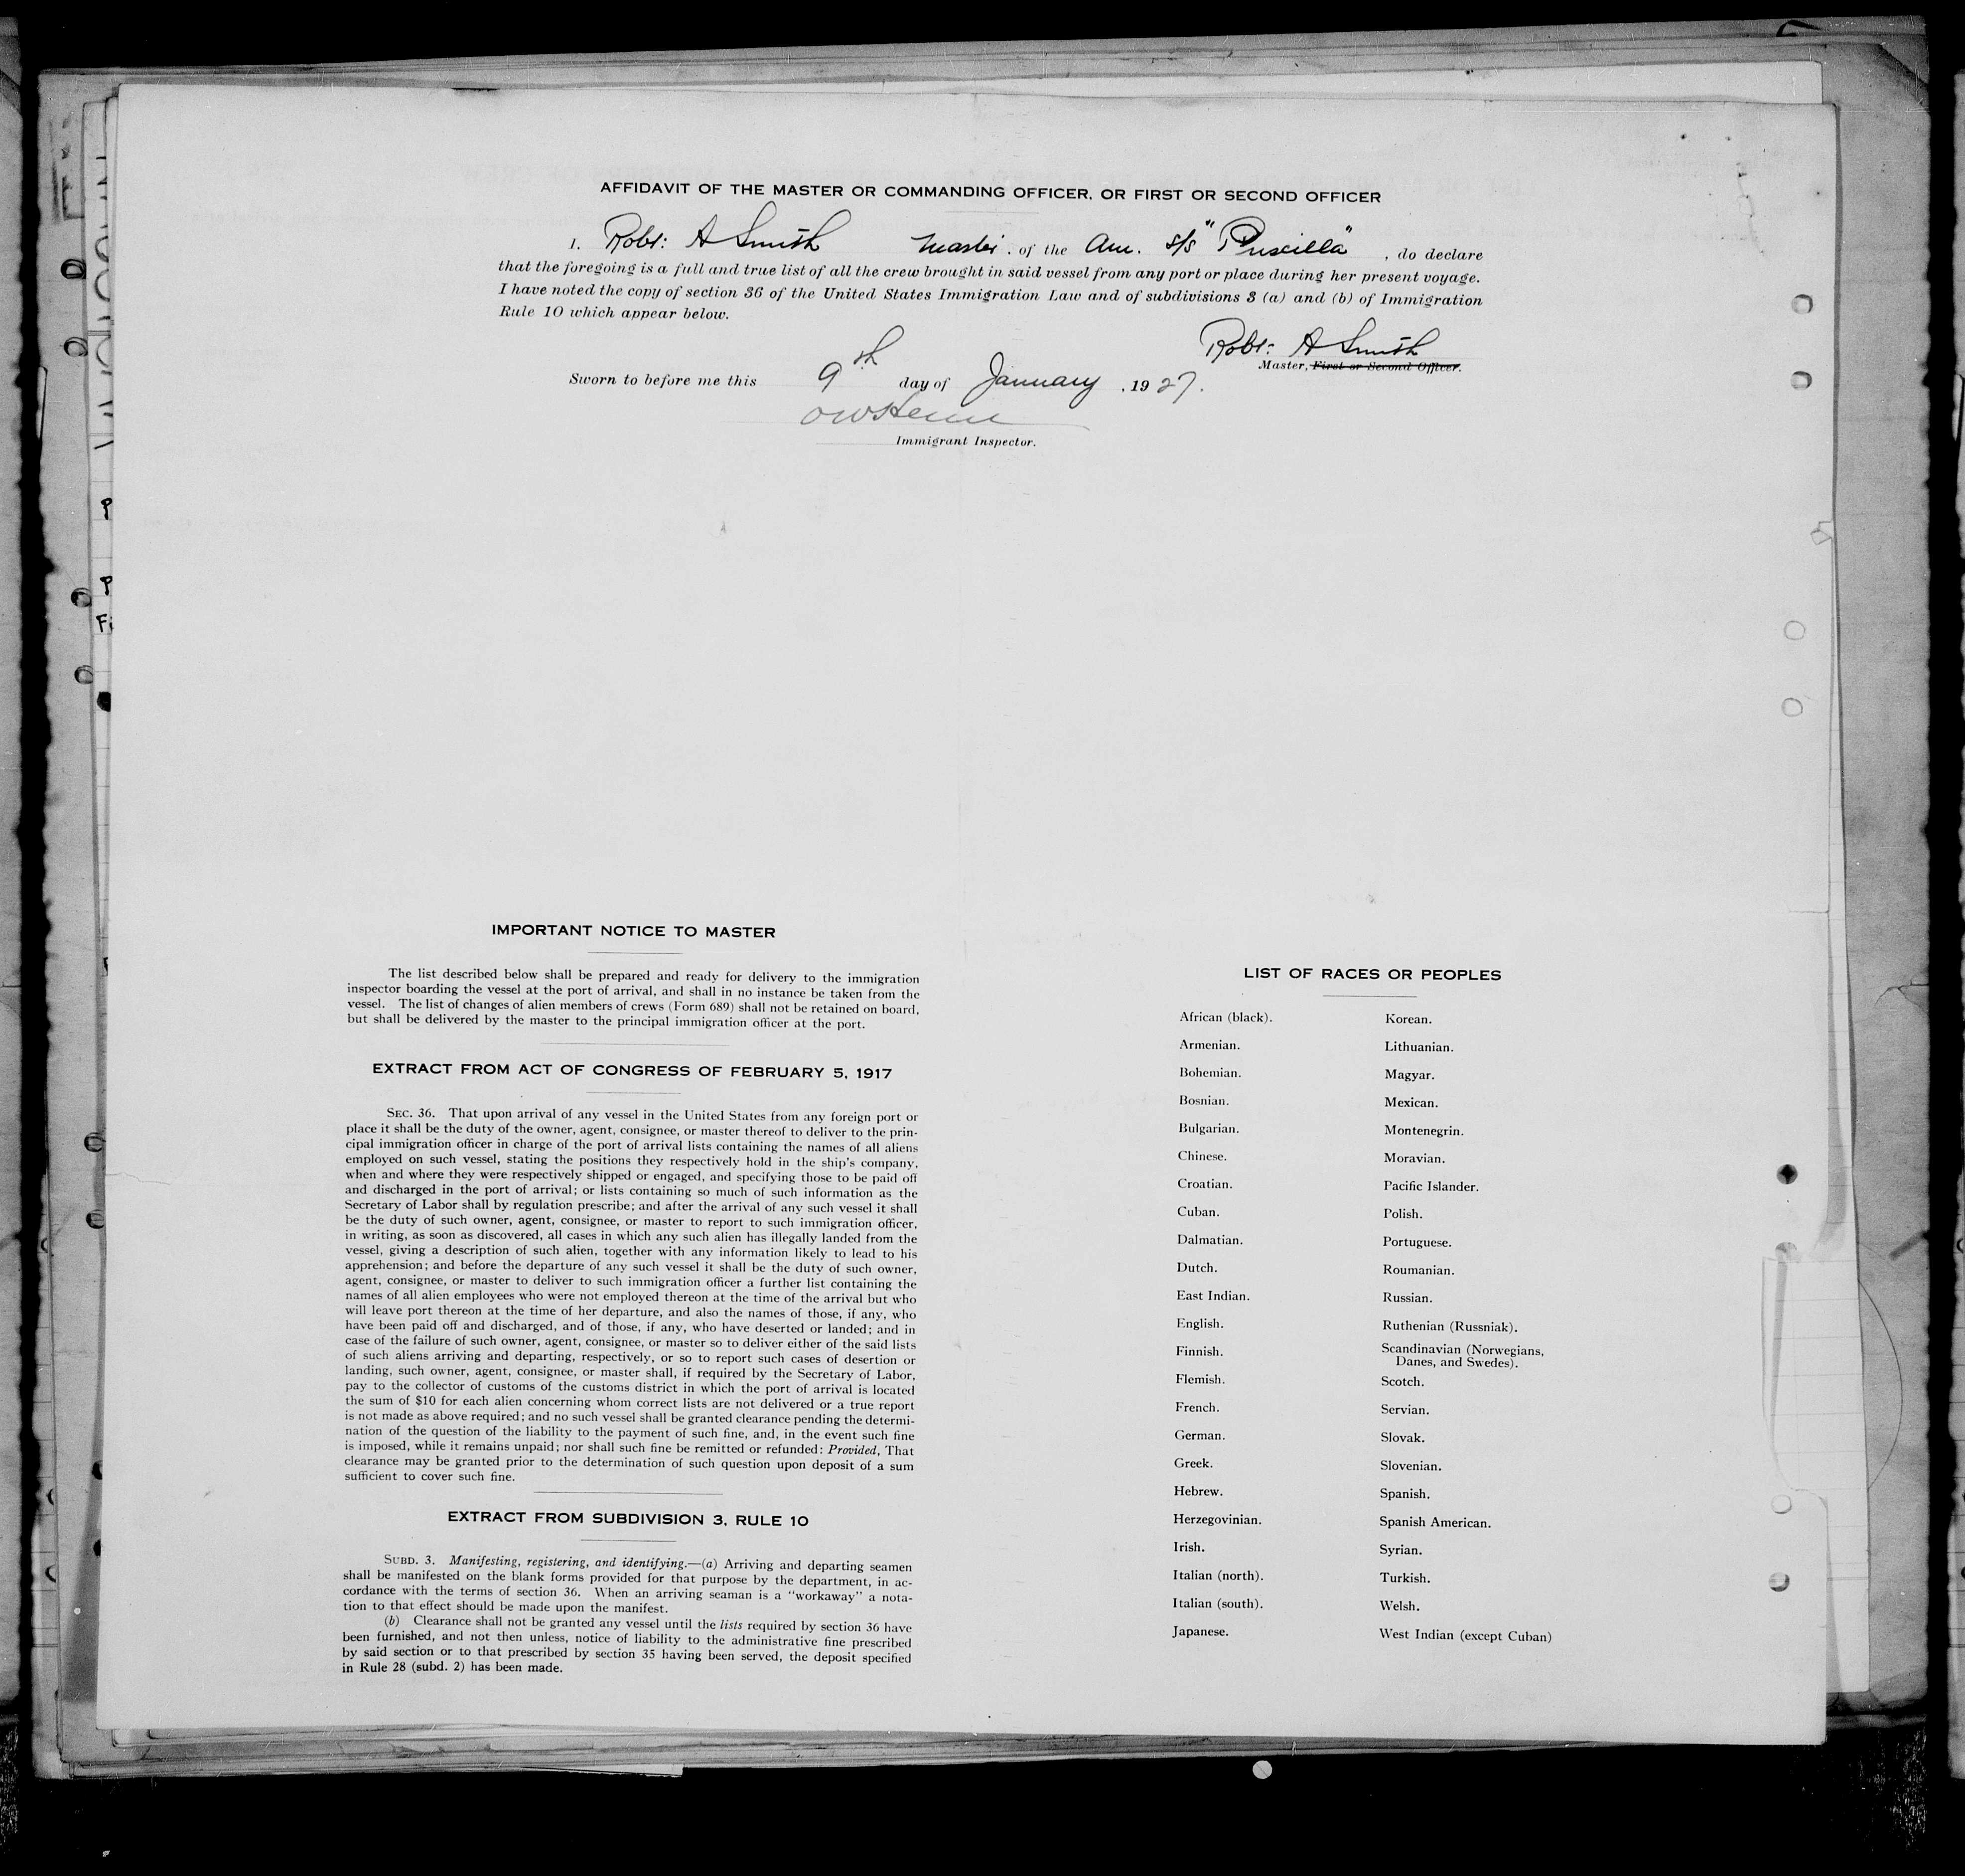 AFFIDAVIT OF THE MASTER OR COMMANDING OFFICER, OR FIRST OR SECOND OFFICER
I, Robt: A Smith Master of the Am. s/s "Priscilla", do declare
that the foregoing is a full and true list of all the crew brought in said vessel from any port or place during her present voyage.
I have noted the copy of section 36 of the United States Immigration Law and of subdivisions 3 (a) and (b) of Immigration
Rule 10 which appear below.
Robt: A Smith
Master, First or Second Officer.
Sworn to before me this 9th day of January, 1927.
Immigrant Inspector.
IMPORTANT NOTICE TO MASTER
The list described below shall be prepared and ready for delivery to the immigration
inspector boarding the vessel at the port of arrival, and shall in no instance be taken from the
vessel. The list of changes of alien members of crews (Form 689) shall not be retained on board,
but shall be delivered by the master to the principal immigration officer at the port.
EXTRACT FROM ACT OF CONGRESS OF FEBRUARY 5, 1917
SEC. 36. That upon arrival of any vessel in the United States from any foreign port or
place it shall be the duty of the owner, agent, consignee, or master thereof to deliver to the prin-
cipal immigration officer in charge of the port of arrival lists containing the names of all aliens
employed on such vessel, stating the positions they respectively hold in the ship's company,
when and where they were respectively shipped or engaged, and specifying those to be paid off
and discharged in the port of arrival; or lists containing so much of such information as the
Secretary of Labor shall by regulation prescribe; and after the arrival of any such vessel it shall
be the duty of such owner, agent, consignee, or master to report to such immigration officer,
in writing, as soon as discovered, all cases in which any such alien has illegally landed from the
vessel, giving a description of such alien, together with any information likely to lead to his
apprehension; and before the departure of any such vessel it shall be the duty of such owner,
agent, consignee, or master to deliver to such immigration officer a further list containing the
names of all alien employees who were not employed thereon at the time of the arrival but who
will leave port thereon at the time of her departure, and also the names of those, if any, who
have been paid off and discharged, and of those, if any, who have deserted or landed; and in
case of the failure of such owner, agent, consignee, or master so to deliver either of the said lists
of such aliens arriving and departing, respectively, or so to report such cases of desertion or
landing, such owner, agent, consignee, or master shall, if required by the Secretary of Labor,
pay to the collector of customs of the customs district in which the port of arrival is located
the sum of $10 for each alien concerning whom correct lists are not delivered or a true report
is not made as above required; and no such vessel shall be granted clearance pending the determi-
nation of the question of the liability to the payment of such fine, and, in the event such fine
is imposed, while it remains unpaid; nor shall such fine be remitted or refunded: Provided, That
clearance may be granted prior to the determination of such question upon deposit of a sum
sufficient to cover such fine.
EXTRACT FROM SUBDIVISION 3, RULE 10
SUBD. 3. Manifesting, registering, and identifying.—(a) Arriving and departing seamen
shall be manifested on the blank forms provided for that purpose by the department, in ac-
cordance with the terms of section 36. When an arriving seaman is a "workaway" a nota-
tion to that effect should be made upon the manifest.
(b) Clearance shall not be granted any vessel until the lists required by section 36 have
been furnished, and not then unless, notice of liability to the administrative fine prescribed
by said section or to that prescribed by section 35 having been served, the deposit specified
in Rule 28 (subd. 2) has been made.
LIST OF RACES OR PEOPLES
African (black).
Armenian.
Bohemian.
Bosnian.
Bulgarian.
Chinese.
Croatian.
Cuban.
Dalmatian.
Dutch.
East Indian.
English.
Finnish.
Flemish.
French.
German.
Greek.
Hebrew.
Herzegovinian.
Irish.
Italian (north).
Italian (south).
Japanese.
Korean.
Lithuanian.
Magyar.
Mexican.
Montenegrin.
Moravian.
Pacific Islander.
Polish.
Portuguese.
Roumanian.
Russian.
Ruthenian (Russniak).
Scandinavian (Norwegians,
Danes, and Swedes).
Scotch.
Servian.
Slovak.
Slovenian.
Spanish.
Spanish American.
Syrian.
Turkish.
Welsh.
West Indian (except Cuban)